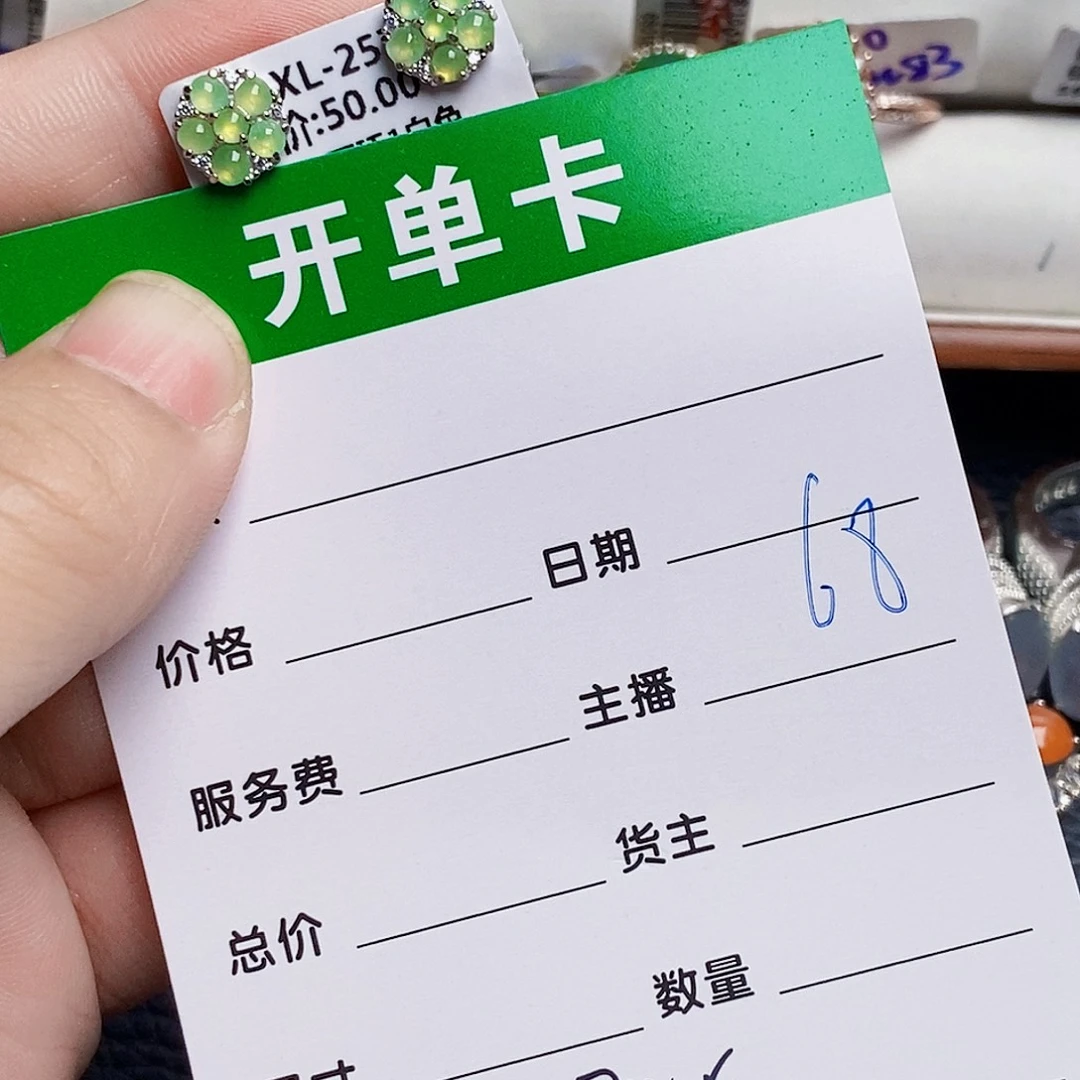 XL-25
价:50.00
483
开单卡
日期
68
价格
主播
服务费
货主
总价
数量